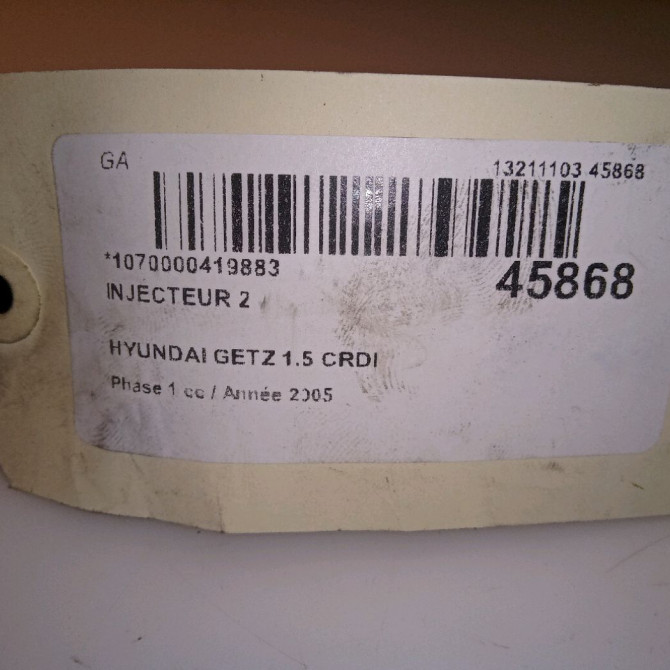 GA
13211103 45868
*1070000419883
45868
INJECTEUR 2
HYUNDAI GETZ 1.5 CRDI
Phase 1 cc / Année 2005